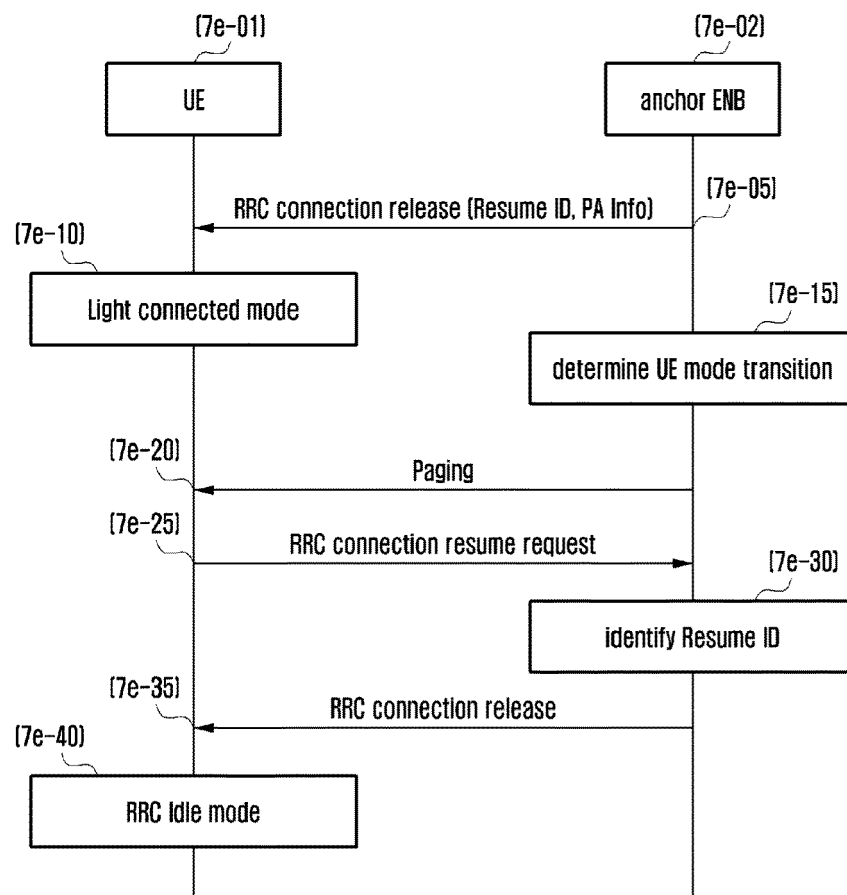 (7e-01)
(7e-02)
UE
anchor ENB
RRC connection release (Resume ID, PA Info)
(7e-05)
(7e-10)
Light connected mode
(7e-15)
determine UE mode transition
(7e-20)
Paging
(7e-25)
RRC connection resume request
(7e-30)
identify Resume ID
(7e-35)
RRC connection release
(7e-40)
RRC Idle mode